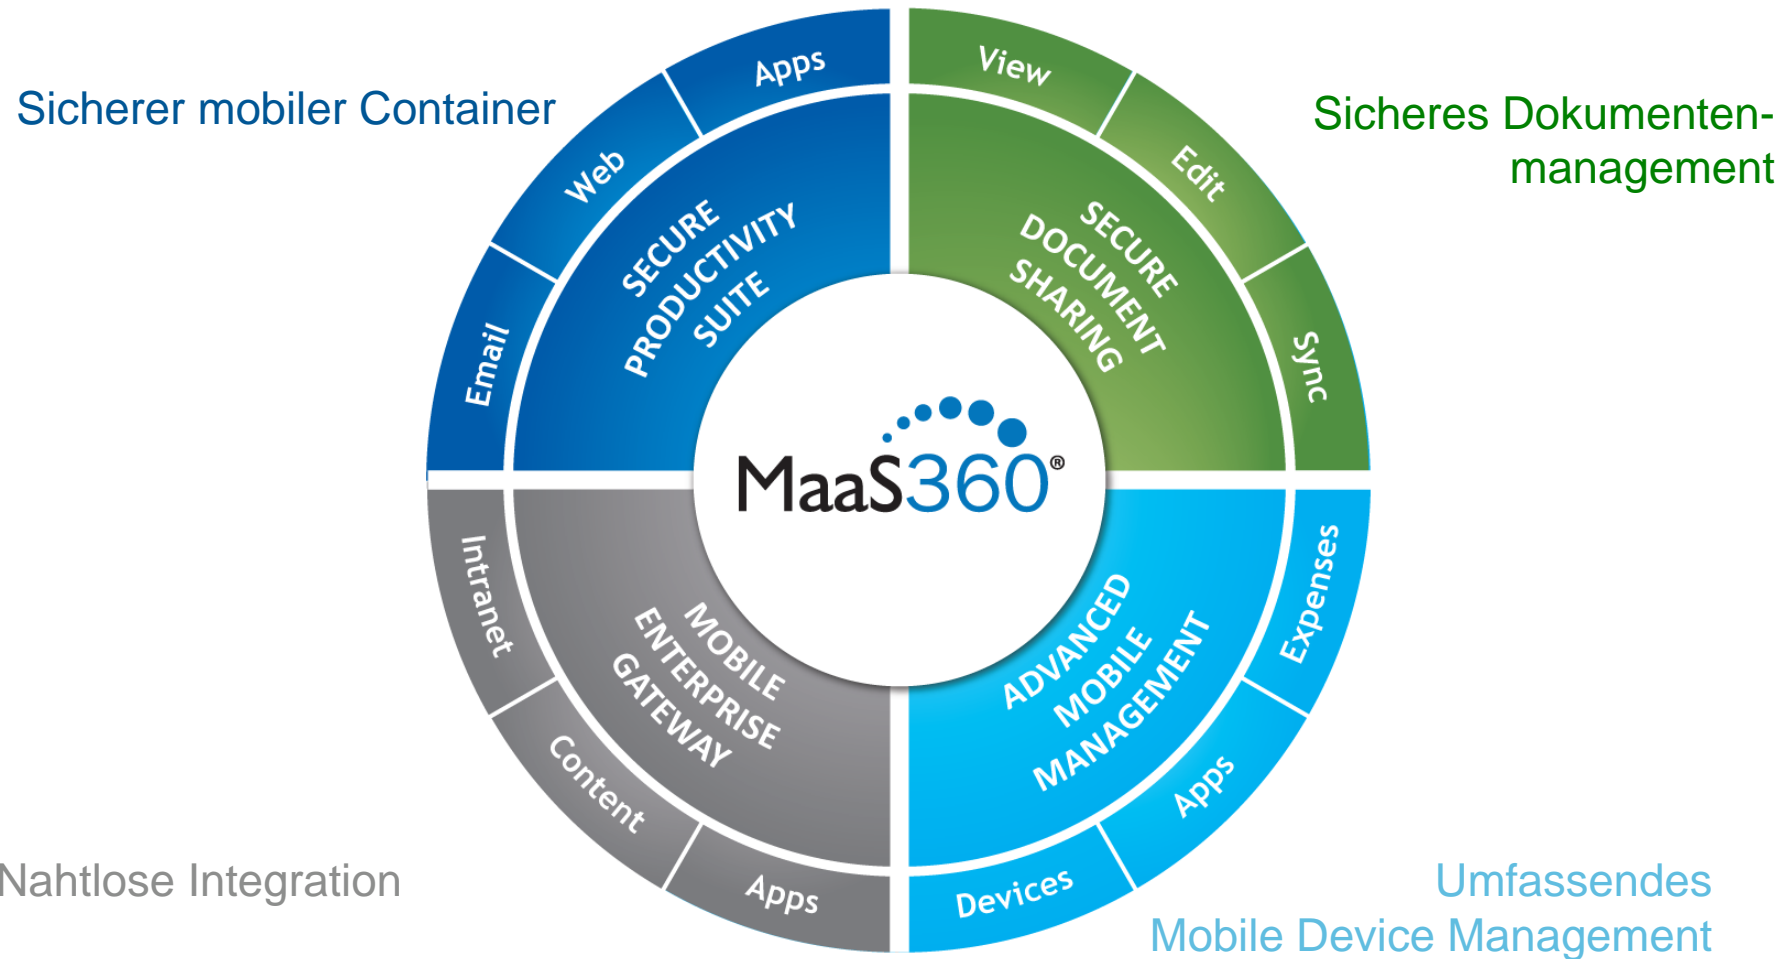 Sicherer mobiler Container
Apps
Web
Email
SECURE
PRODUCTIVITY
SUITE
View
Edit
Sync
SECURE
DOCUMENT
SHARING
Sicheres Dokumenten-
management
MaaS360®
Intranet
Content
Apps
MOBILE
ENTERPRISE
GATEWAY
Nahtlose Integration
Expenses
Apps
Devices
ADVANCED
MOBILE
MANAGEMENT
Umfassendes
Mobile Device Management